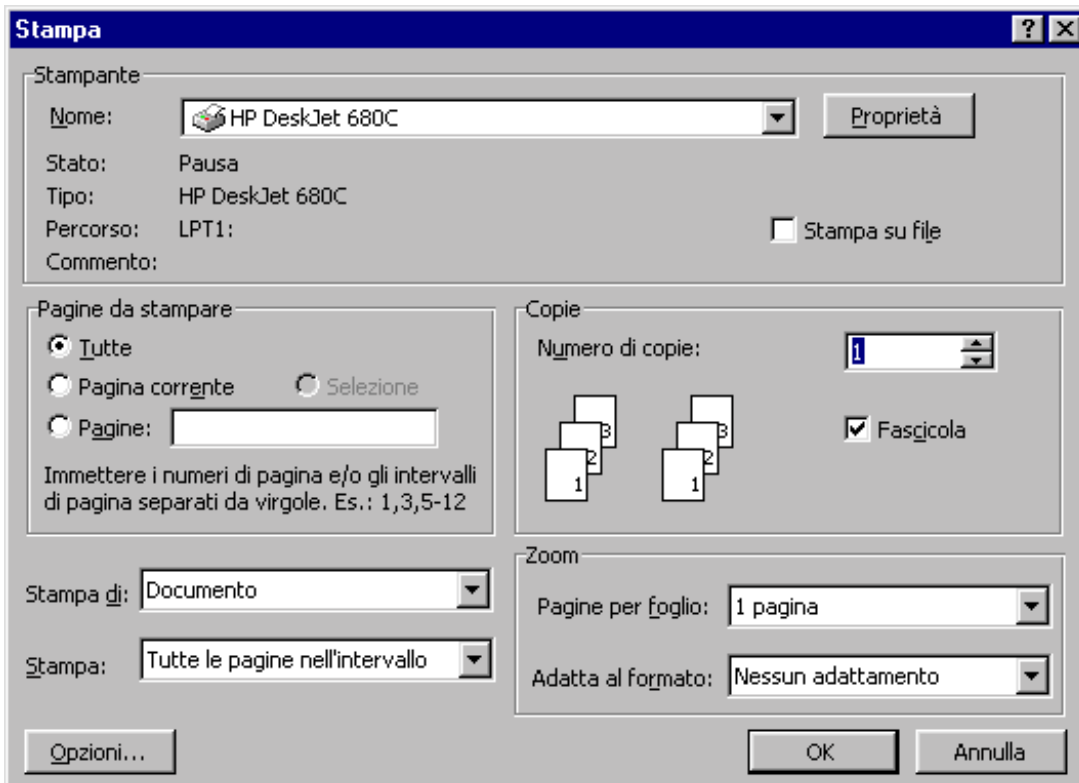 Stampa
Stampante
Nome: HP DeskJet 680C Proprietà
Stato: Pausa
Tipo: HP DeskJet 680C
Percorso: LPT1: Stampa su file
Commento:
Pagine da stampare
Tutte
Pagina corrente Selezione
Pagine:
Immettere i numeri di pagina e/o gli intervalli
di pagina separati da virgole. Es.: 1,3,5-12
Copie
Numero di copie: 1
3 3
2 2
1 1
Fascicola
Stampa di: Documento
Stampa: Tutte le pagine nell'intervallo
Zoom
Pagine per foglio: 1 pagina
Adatta al formato: Nessun adattamento
Opzioni... OK Annulla